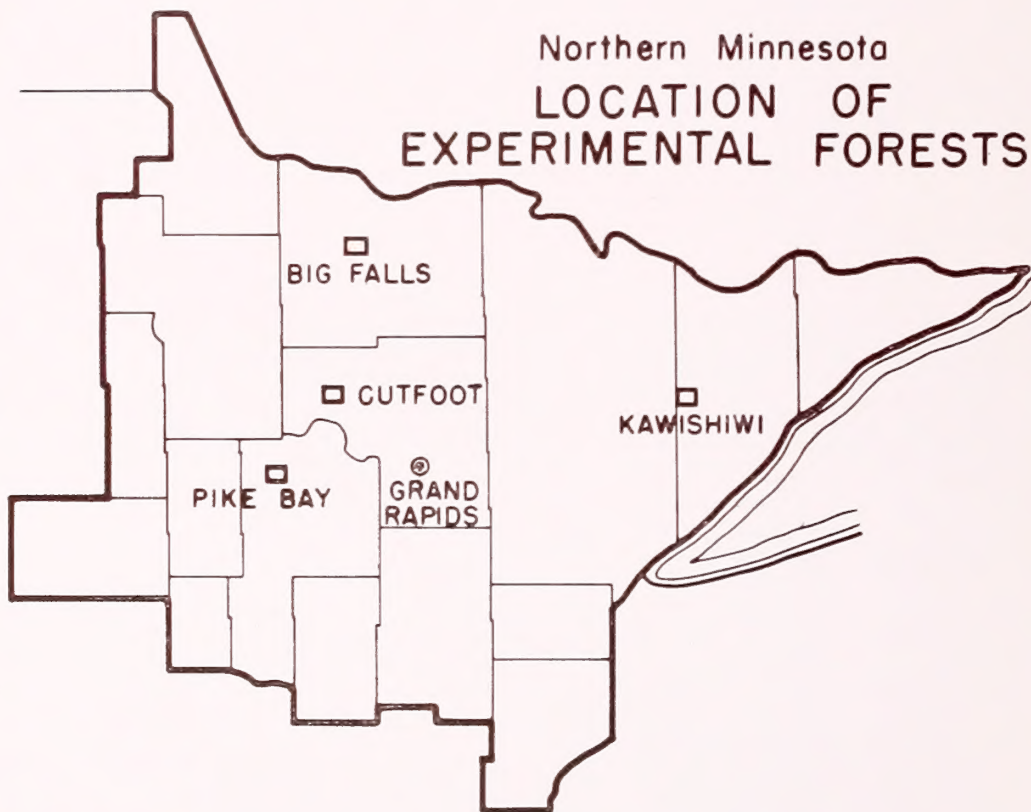 Northern Minnesota
LOCATION OF
EXPERIMENTAL FORESTS
BIG FALLS
CUTFOOT
KAWISHIWI
PIKE BAY
GRAND
RAPIDS